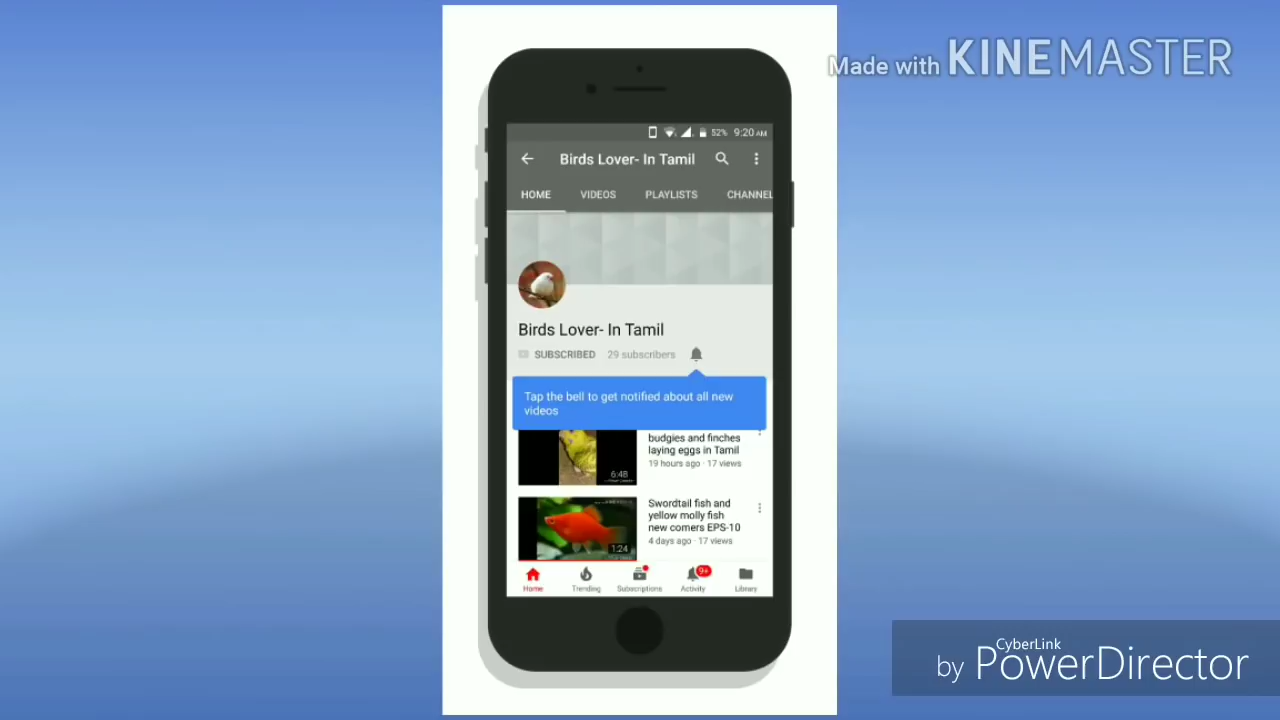 Made with KINEMASTER
52% 9:20 AM
Birds Lover- In Tamil
HOME VIDEOS PLAYLISTS CHANNEL
Birds Lover- In Tamil
SUBSCRIBED 29 subscribers
Tap the bell to get notified about all new
videos
budgies and finches
laying eggs in Tamil
19 hours ago · 17 views
6:48
Swordtail fish and
yellow molly fish
new comers EPS-10
4 days ago · 17 views
1:24
9+
Home Trending Subscriptions Activity Library
CyberLink
by PowerDirector